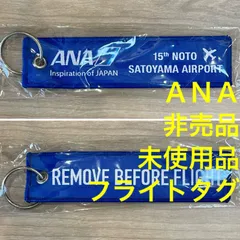 ANA
Inspiration of JAPAN
15th NOTO
SATOYAMA AIRPORT
ANA
非売品
未使用品
フライトタグ
REMOVE BEFORE FLIGHT